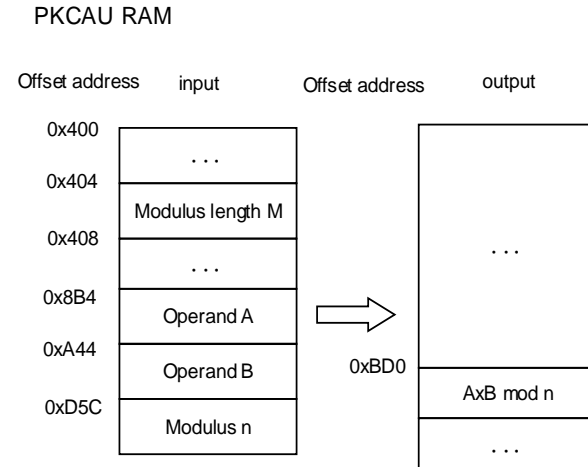 PKCAU RAM
Offset address input Offset address output
0x400
. . .
0x404
Modulus length M
0x408
. . .
. . .
0x8B4
Operand A
0xA44
Operand B
0xBD0
AxB mod n
0xD5C
Modulus n
. . .